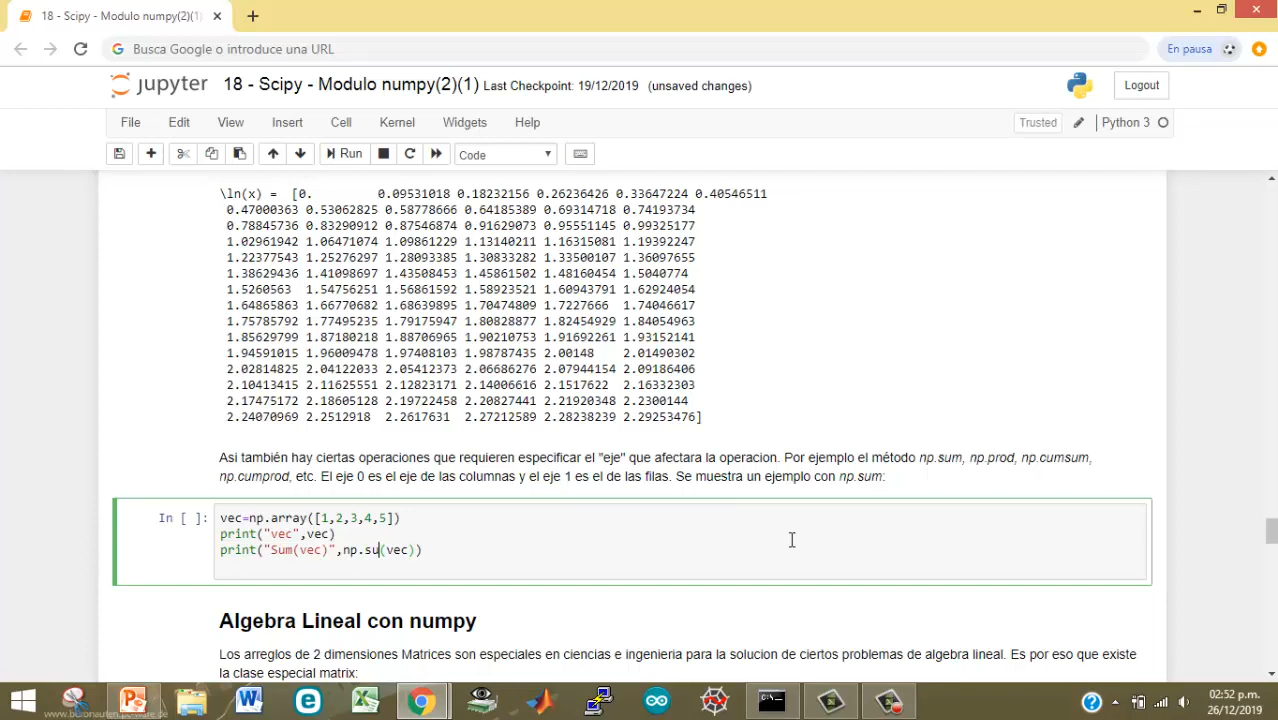 18 - Scipy - Modulo numpy(2)(1)
Busca Google o introduce una URL
En pausa
jupyter 18 - Scipy - Modulo numpy(2)(1) Last Checkpoint: 19/12/2019 (unsaved changes)
Logout
File Edit View Insert Cell Kernel Widgets Help
Trusted Python 3
Run Code
\ln(x) = [0. 0.09531018 0.18232156 0.26236426 0.33647224 0.40546511
0.47000363 0.53062825 0.58778666 0.64185389 0.69314718 0.74193734
0.78845736 0.83290912 0.87546874 0.91629073 0.95551145 0.99325177
1.02961942 1.06471074 1.09861229 1.13140211 1.16315081 1.19392247
1.22377543 1.25276297 1.28093385 1.30833282 1.33500107 1.36097655
1.38629436 1.41098697 1.43508453 1.45861502 1.48160454 1.5040774
1.5260563 1.54756251 1.56861592 1.58923521 1.60943791 1.62924054
1.64865863 1.66770682 1.68639895 1.70474809 1.7227666 1.74046617
1.75785792 1.77495235 1.79175947 1.80828877 1.82454929 1.84054963
1.85629799 1.87180218 1.88706965 1.90210753 1.91692261 1.93152141
1.94591015 1.96009478 1.97408103 1.98787435 2.00148 2.01490302
2.02814825 2.04122033 2.05412373 2.06686276 2.07944154 2.09186406
2.10413415 2.11625551 2.12823171 2.14006616 2.1517622 2.16332303
2.17475172 2.18605128 2.19722458 2.20827441 2.21920348 2.2300144
2.24070969 2.2512918 2.2617631 2.27212589 2.28238239 2.29253476]
Asi también hay ciertas operaciones que requieren especificar el "eje" que afectara la operacion. Por ejemplo el método np.sum, np.prod, np.cumsum,
np.cumprod, etc. El eje 0 es el eje de las columnas y el eje 1 es el de las filas. Se muestra un ejemplo con np.sum:
In [ ]: vec=np.array([1,2,3,4,5])
print("vec",vec)
print("Sum(vec)",np.su(vec))
Algebra Lineal con numpy
Los arreglos de 2 dimensiones Matrices son especiales en ciencias e ingenieria para la solucion de ciertos problemas de algebra lineal. Es por eso que existe
la clase especial matrix:
02:52 p.m.
26/12/2019